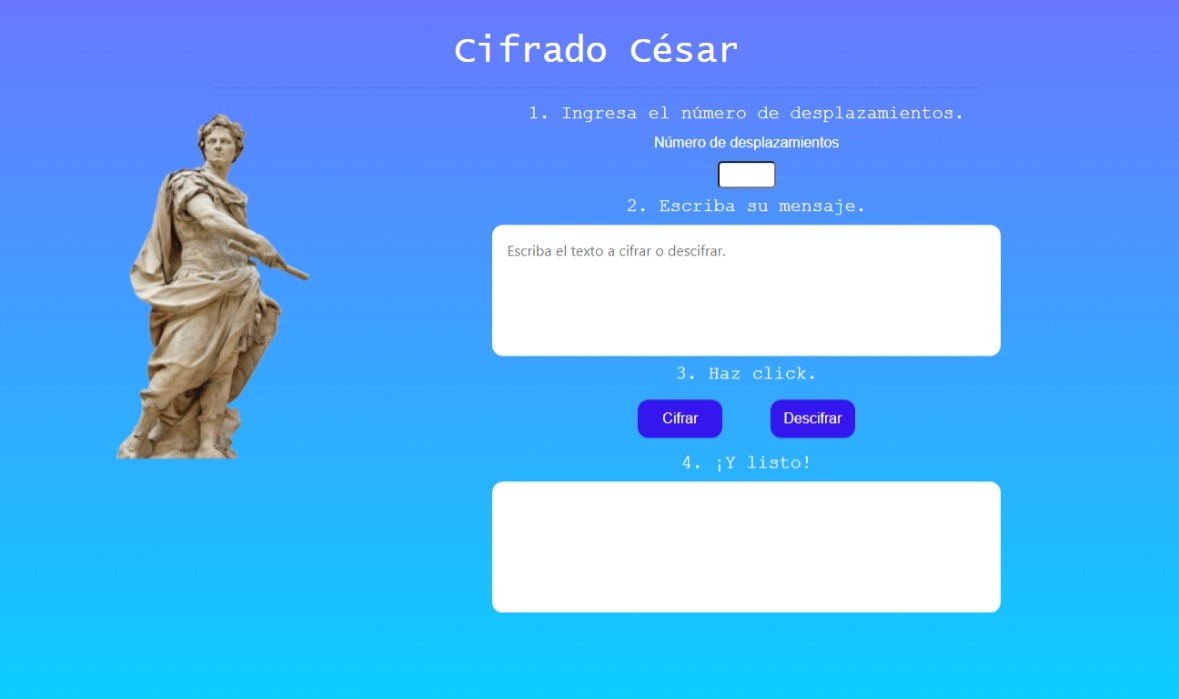 Cifrado César
1. Ingresa el número de desplazamientos.
Número de desplazamientos
2. Escriba su mensaje.
Escriba el texto a cifrar o descifrar.
3. Haz click.
Cifrar
Descifrar
4. ¡Y listo!